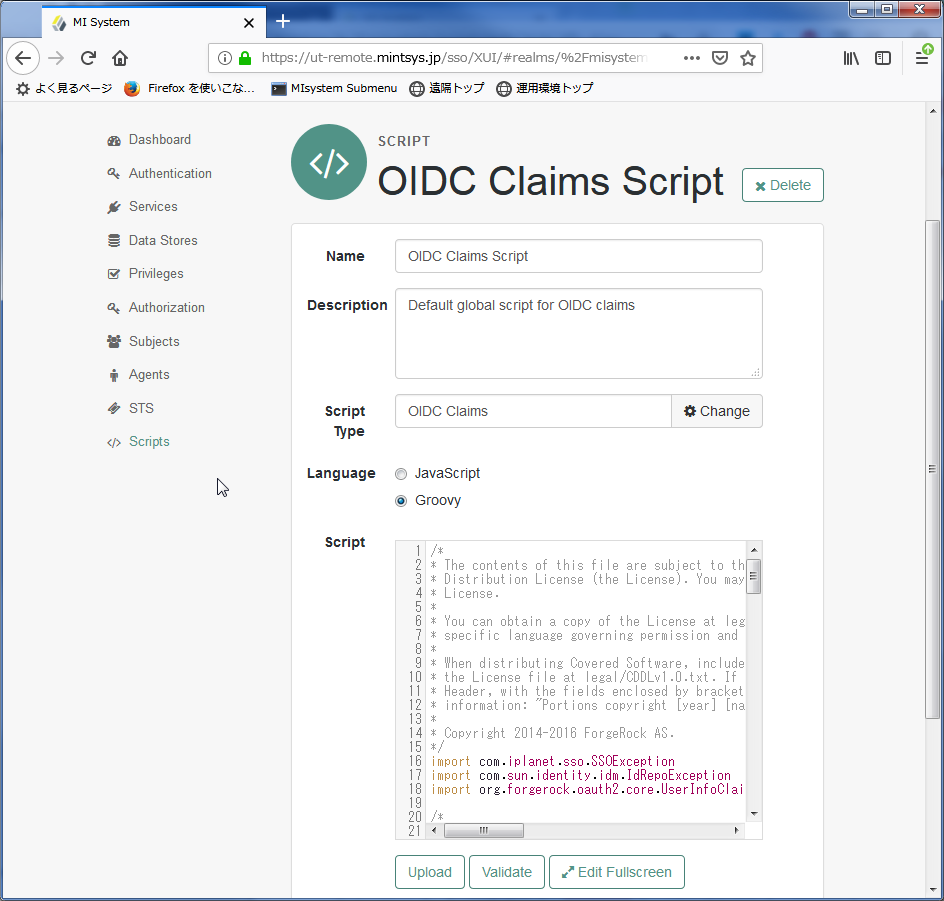 MI System
https://ut-remote.mintsys.jp/sso/XUI/#realms/%2Fmisystem
よく見るページ Firefox を使いこな... MIsystem Submenu 遠隔トップ 運用環境トップ
Dashboard
Authentication
Services
Data Stores
Privileges
Authorization
Subjects
Agents
STS
Scripts
SCRIPT
OIDC Claims Script
Delete
Name
OIDC Claims Script
Description
Default global script for OIDC claims
Script Type
OIDC Claims
Change
Language
JavaScript
Groovy
Script
1 /*
2 * The contents of this file are subject to th
3 * Distribution License (the License). You may
4 * License.
5 *
6 * You can obtain a copy of the License at leg
7 * specific language governing permission and
8 *
9 * When distributing Covered Software, include
10 * the License file at legal/CDDLv1.0.txt. If
11 * Header, with the fields enclosed by bracket
12 * information: "Portions copyright [year] [na
13 *
14 * Copyright 2014-2016 ForgeRock AS.
15 */
16 import com.iplanet.sso.SSOException
17 import com.sun.identity.idm.IdRepoException
18 import org.forgerock.oauth2.core.UserInfoClai
19
20 /*
21
Upload
Validate
Edit Fullscreen